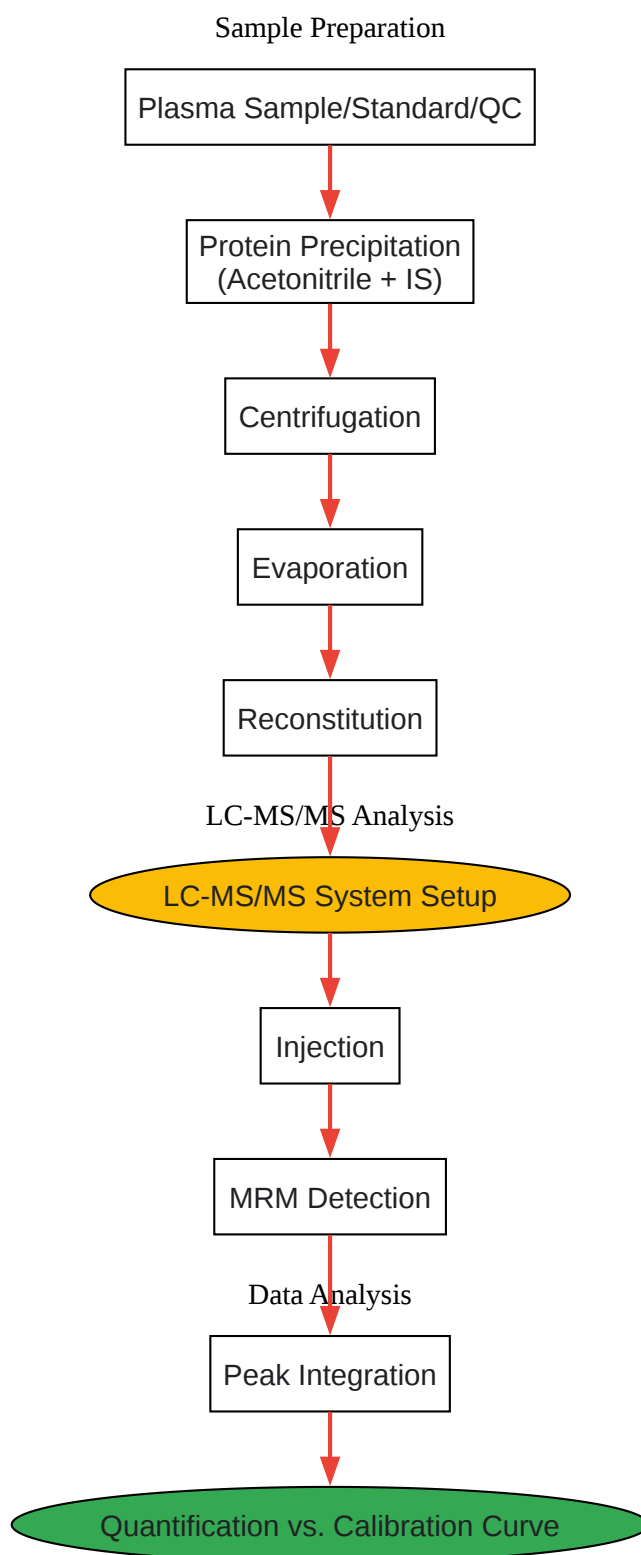 Sample Preparation
Plasma Sample/Standard/QC
Protein Precipitation
(Acetonitrile + IS)
Centrifugation
Evaporation
Reconstitution
LC-MS/MS Analysis
LC-MS/MS System Setup
Injection
MRM Detection
Data Analysis
Peak Integration
Quantification vs. Calibration Curve